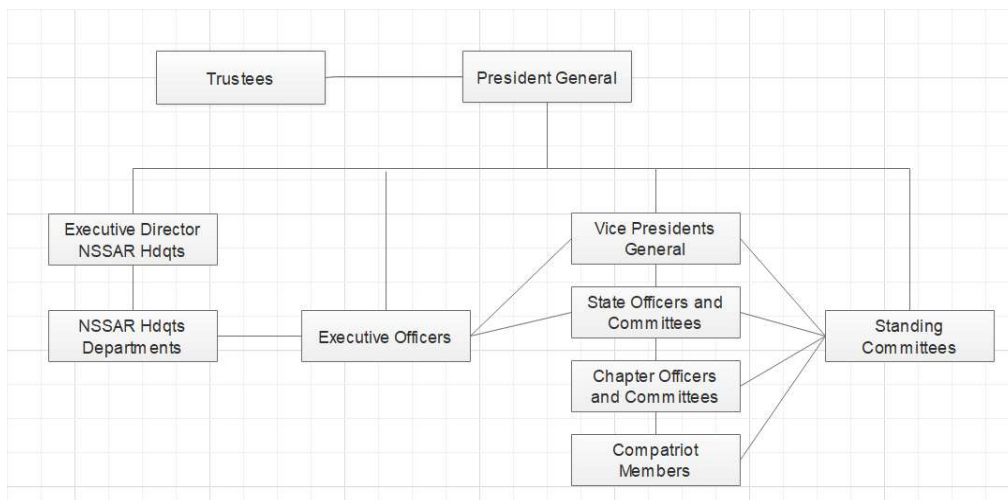 Trustees
President General
Executive Director
NSSAR Hdqts
Vice Presidents
General
NSSAR Hdqts
Departments
Executive Officers
State Officers and
Committees
Standing
Committees
Chapter Officers
and Committees
Compatriot
Members